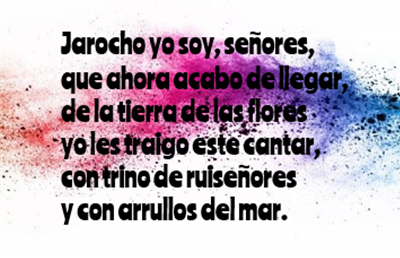 Jarocho yo soy, señores,
que ahora acabo de llegar,
de la tierra de las flores
yo les traigo este cantar,
con trino de ruiseñores
y con arrullos del mar.